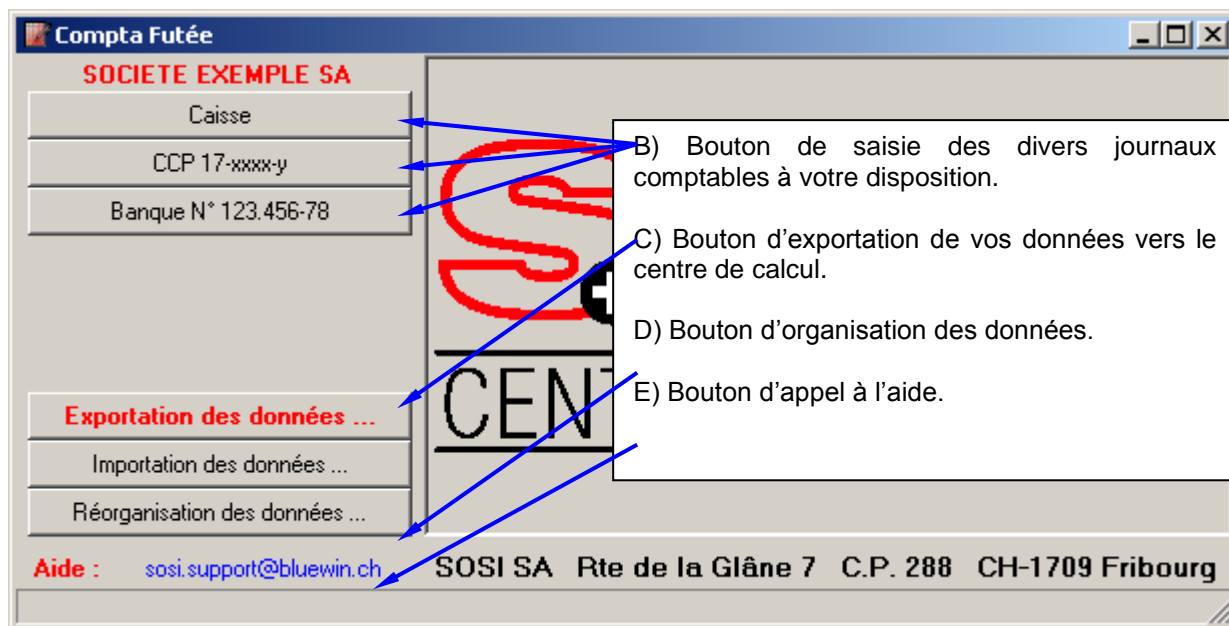 Compta Futée
SOCIETE EXEMPLE SA
Caisse
CCP 17-xxxx-y
Banque N° 123.456-78
B) Bouton de saisie des divers journaux
comptables à votre disposition.
C) Bouton d’exportation de vos données vers le
centre de calcul.
D) Bouton d’organisation des données.
E) Bouton d’appel à l’aide.
CENT
Exportation des données ...
Importation des données ...
Réorganisation des données ...
Aide : sosi.support@bluewin.ch
SOSI SA Rte de la Glâne 7 C.P. 288 CH-1709 Fribourg